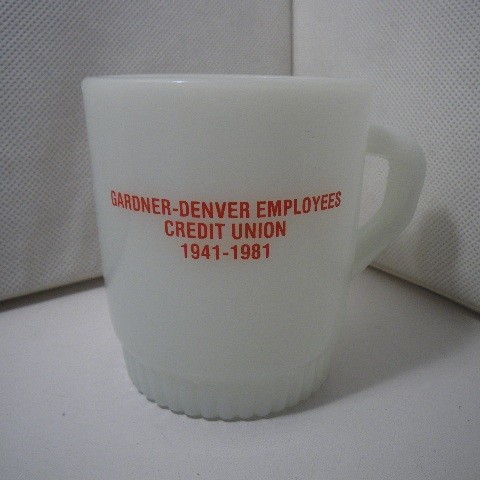 GARDNER-DENVER EMPLOYEES
CREDIT UNION
1941-1981